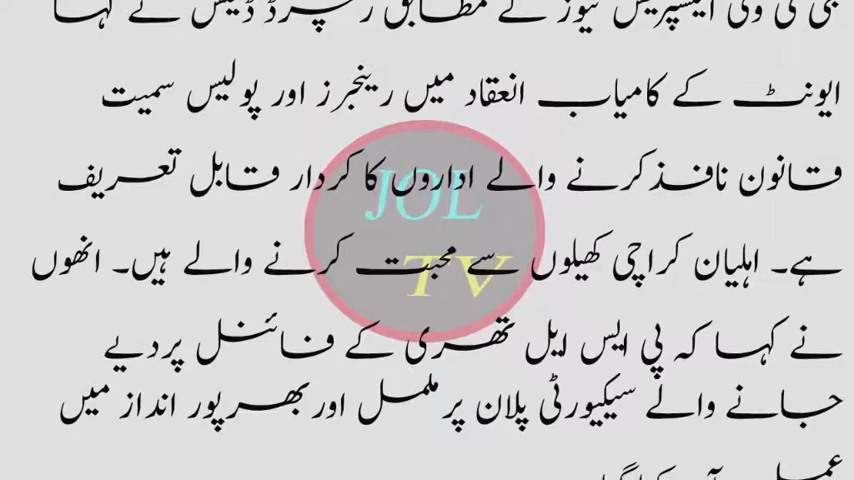 جی ٹی وی ایکسپریس نیوز کے مطابق رچرڈ ڈینس نے کہا
ایونٹ کے کامیاب انعقاد میں رینجرز اور پولیس سمیت
قانون نافذ کرنے والے اداروں کا کردار قابل تعریف
ہے۔ اہلیان کراچی کھیلوں سے محبت کرنے والے ہیں۔ انھوں
نے کہا کہ پی ایس ایل تھری کے فائنل پر دیے
جانے والے سیکیورٹی پلان پر مکمل اور بھرپور انداز میں
JOL
TV